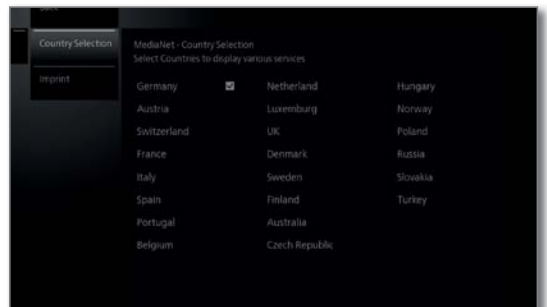 Back
Country Selection
Imprint
MediaNet - Country Selection
Select Countries to display various services
Germany Netherland Hungary
Austria Luxemburg Norway
Switzerland UK Poland
France Denmark Russia
Italy Sweden Slovakia
Spain Finland Turkey
Portugal Australia
Belgium Czech Republic